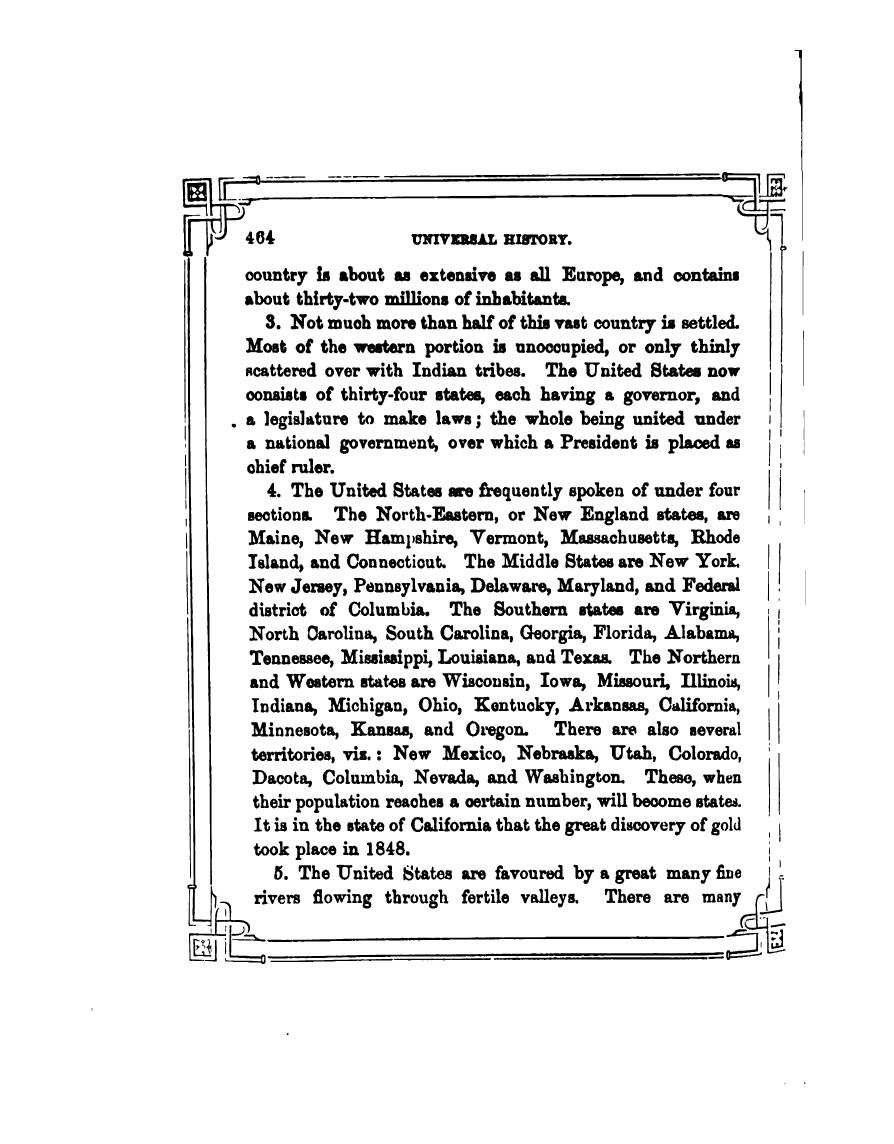 464 UNIVERSAL HISTORY.
country is about as extensive as all Europe, and contains
about thirty-two millions of inhabitants.
3. Not much more than half of this vast country is settled.
Most of the western portion is unoccupied, or only thinly
scattered over with Indian tribes. The United States now
consists of thirty-four states, each having a governor, and
a legislature to make laws; the whole being united under
a national government, over which a President is placed as
chief ruler.
4. The United States are frequently spoken of under four
sections. The North-Eastern, or New England states, are
Maine, New Hampshire, Vermont, Massachusetts, Rhode
Island, and Connecticut. The Middle States are New York,
New Jersey, Pennsylvania, Delaware, Maryland, and Federal
district of Columbia. The Southern states are Virginia,
North Carolina, South Carolina, Georgia, Florida, Alabama,
Tennessee, Mississippi, Louisiana, and Texas. The Northern
and Western states are Wisconsin, Iowa, Missouri, Illinois,
Indiana, Michigan, Ohio, Kentucky, Arkansas, California,
Minnesota, Kansas, and Oregon. There are also several
territories, viz.: New Mexico, Nebraska, Utah, Colorado,
Dacota, Columbia, Nevada, and Washington. These, when
their population reaches a certain number, will become states.
It is in the state of California that the great discovery of gold
took place in 1848.
5. The United States are favoured by a great many fine
rivers flowing through fertile valleys. There are many